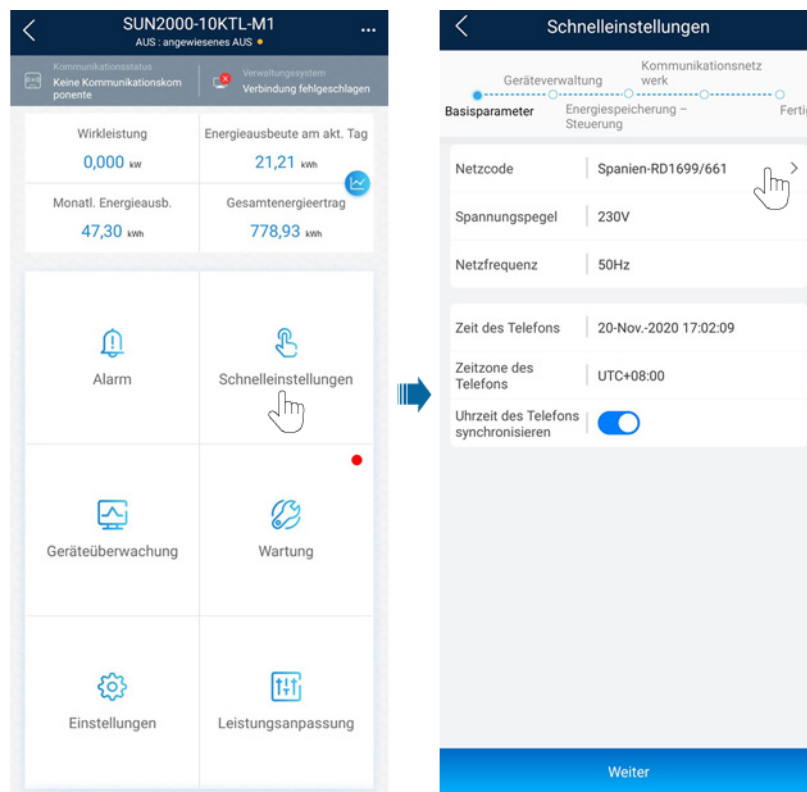 SUN2000-10KTL-M1
AUS : angewiesenes AUS
Kommunikationsstatus
Keine Kommunikationskom
ponente
Verwaltungssystem
Verbindung fehlgeschlagen
Wirkleistung
0,000 kW
Energieausbeute am akt. Tag
21,21 kWh
Monatl. Energieausb.
47,30 kWh
Gesamtenergieertrag
778,93 kWh
Alarm
Schnelleinstellungen
Geräteüberwachung
Wartung
Einstellungen
Leistungsanpassung
Schnelleinstellungen
Basisparameter
Geräteverwaltung
Energiespeicherung –
Steuerung
Kommunikationsnetz
werk
Ferti
Netzcode
Spanien-RD1699/661
Spannungspegel
230V
Netzfrequenz
50Hz
Zeit des Telefons
20-Nov.-2020 17:02:09
Zeitzone des
Telefons
UTC+08:00
Uhrzeit des Telefons
synchronisieren
Weiter